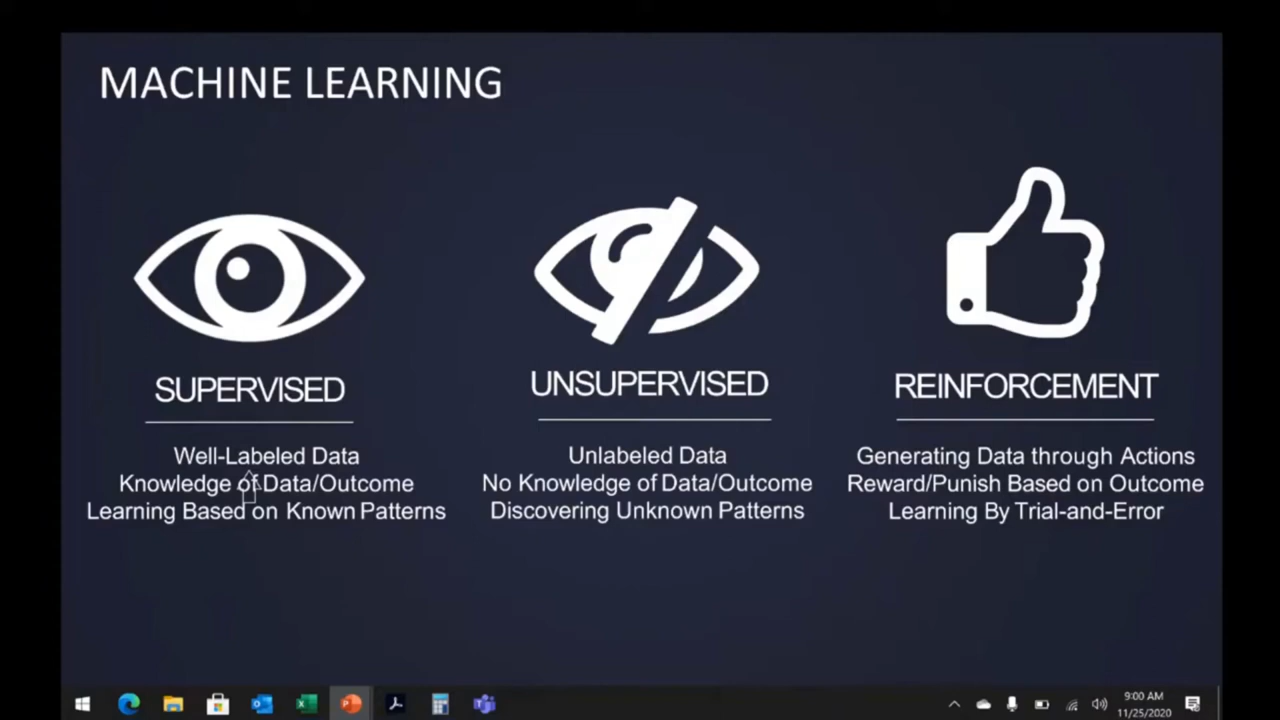 MACHINE LEARNING
SUPERVISED
Well-Labeled Data
Knowledge of Data/Outcome
Learning Based on Known Patterns
UNSUPERVISED
Unlabeled Data
No Knowledge of Data/Outcome
Discovering Unknown Patterns
REINFORCEMENT
Generating Data through Actions
Reward/Punish Based on Outcome
Learning By Trial-and-Error
9:00 AM
11/25/2020